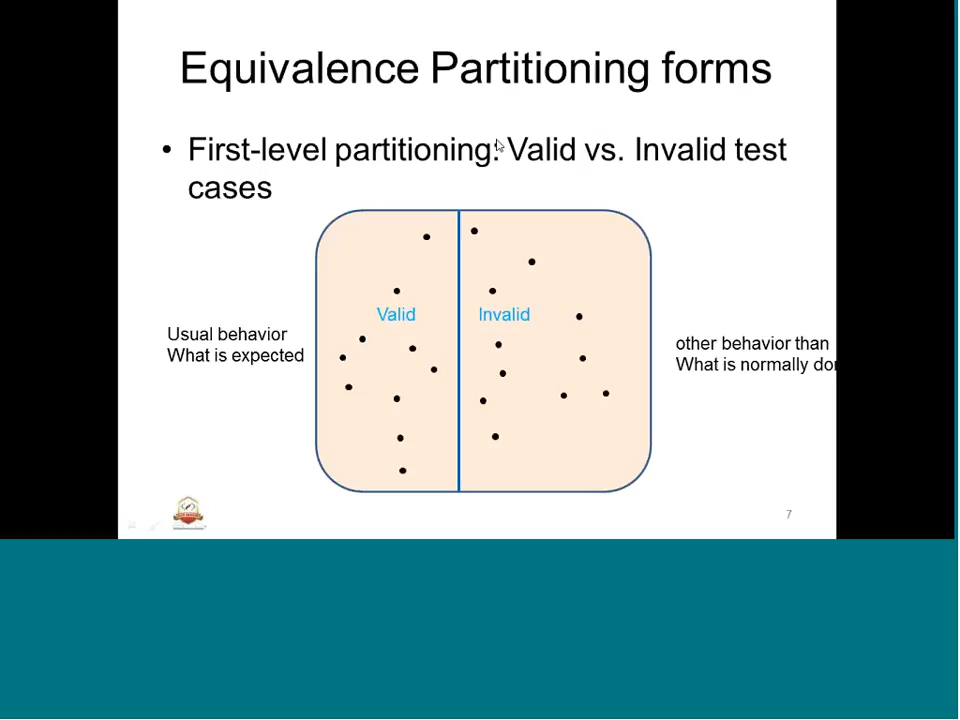 Equivalence Partitioning forms
• First-level partitioning: Valid vs. Invalid test
cases
Valid
Invalid
Usual behavior
What is expected
other behavior than
What is normally don
7